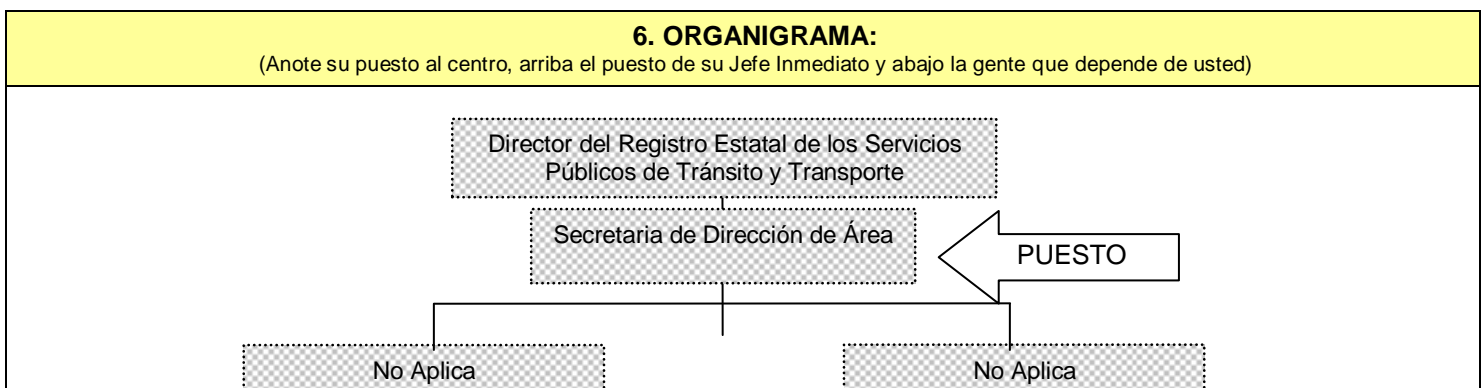 6. ORGANIGRAMA:
(Anote su puesto al centro, arriba el puesto de su Jefe Inmediato y abajo la gente que depende de usted)
Director del Registro Estatal de los Servicios
Públicos de Tránsito y Transporte
Secretaria de Dirección de Área
PUESTO
No Aplica
No Aplica